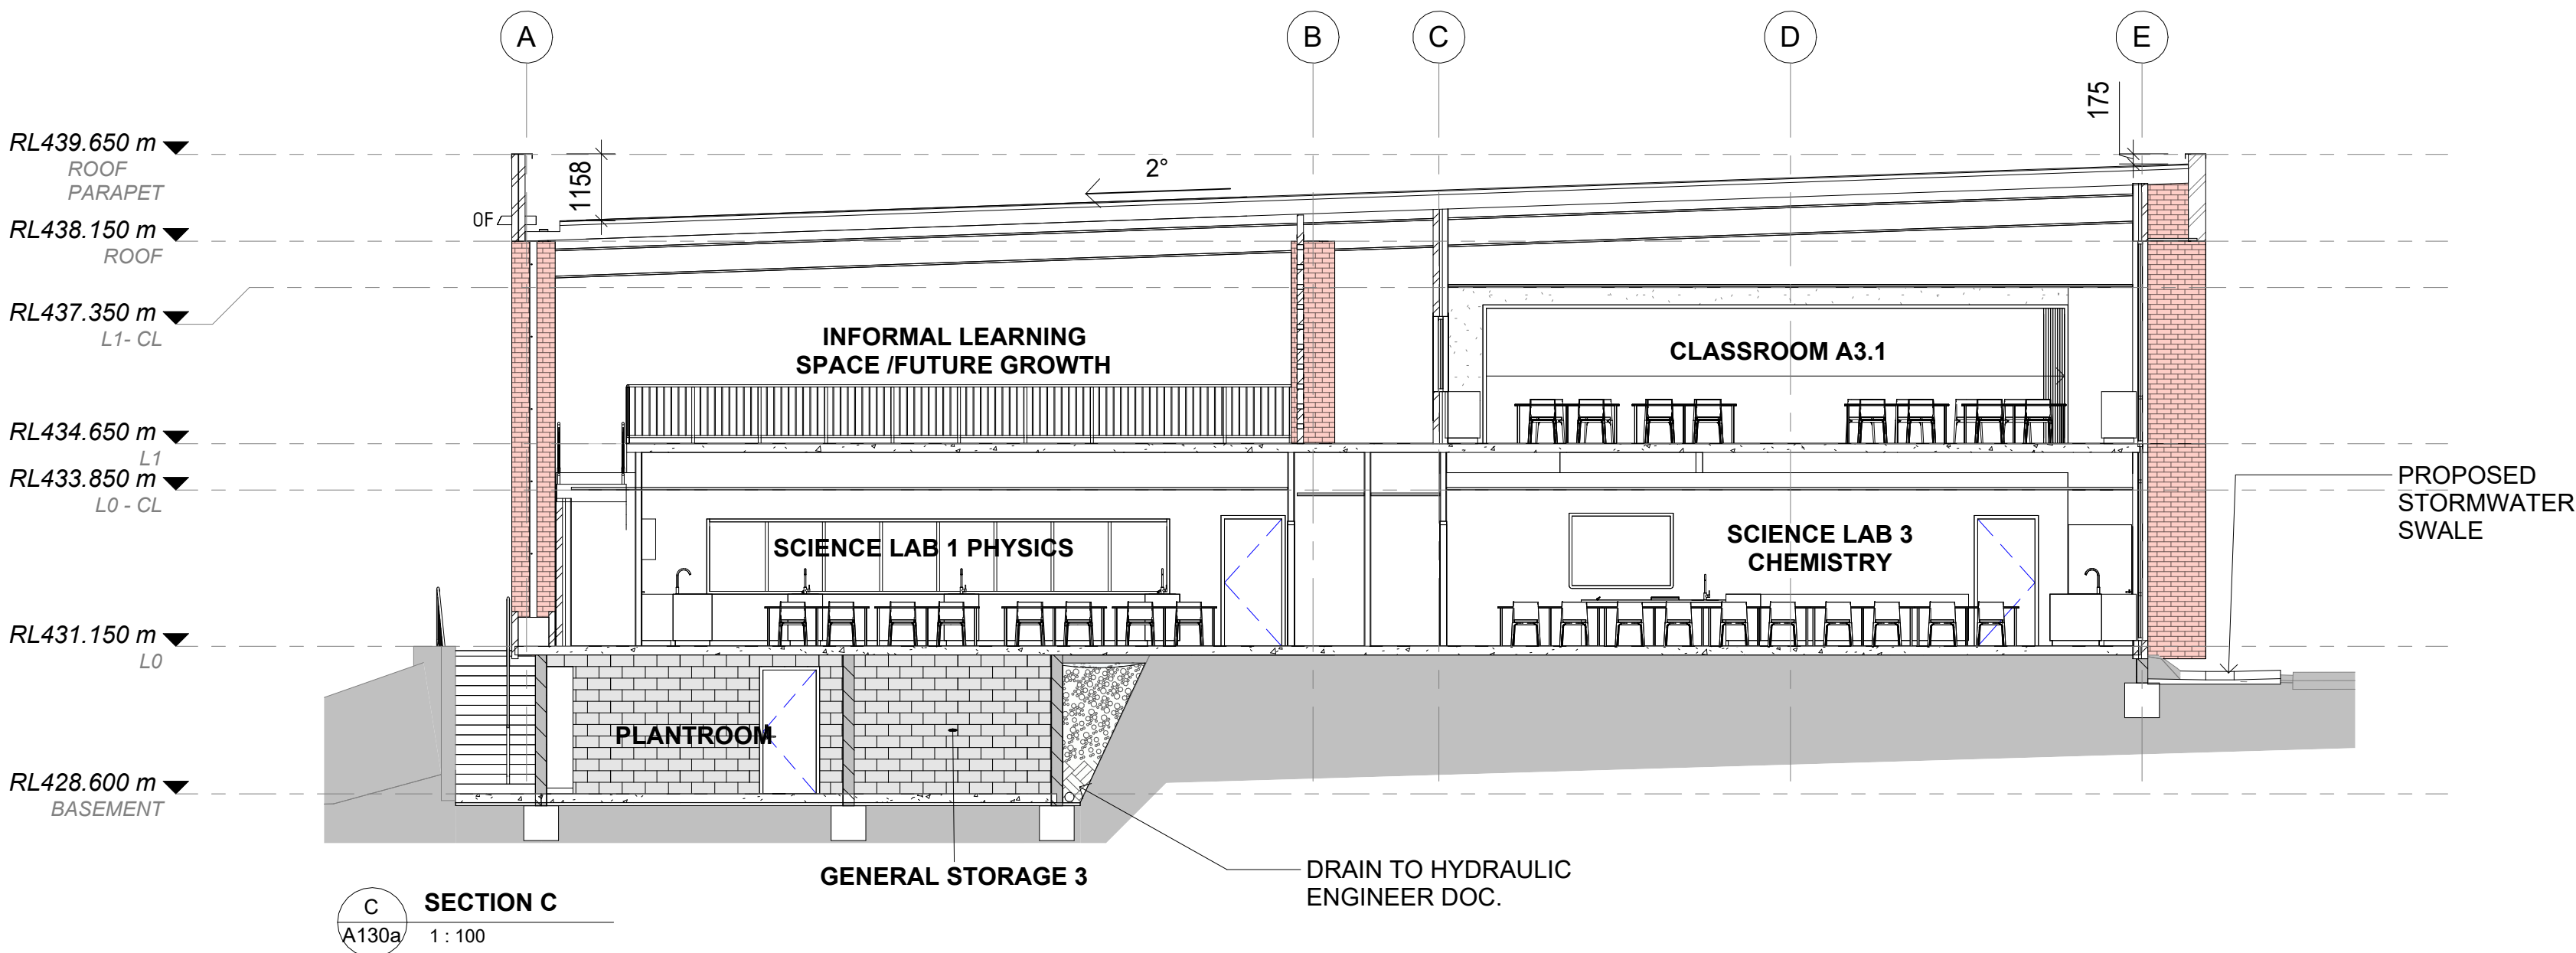 A
B
C
D
E
175
RL439.650 m
ROOF
PARAPET
1158
2°
OF
RL438.150 m
ROOF
RL437.350 m
L1- CL
INFORMAL LEARNING
SPACE /FUTURE GROWTH
CLASSROOM A3.1
RL434.650 m
L1
RL433.850 m
L0 - CL
PROPOSED
STORMWATER
SWALE
SCIENCE LAB 1 PHYSICS
SCIENCE LAB 3
CHEMISTRY
RL431.150 m
L0
PLANTROOM
RL428.600 m
BASEMENT
GENERAL STORAGE 3
DRAIN TO HYDRAULIC
ENGINEER DOC.
C
A130a
SECTION C
1 : 100